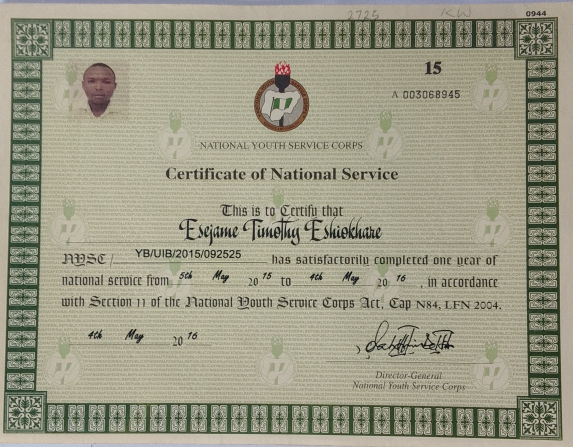 2725 KW 0944
15
A 003068945
NATIONAL YOUTH SERVICE CORPS
Certificate of National Service
This is to Certify that
Esejame Timothy Eshiokhare
NYSC/ YB/UIB/2015/092525 has satisfactorily completed one year of
national service from 5th May 2015 to 4th May 2016, in accordance
with Section 11 of the National Youth Service Corps Act, Cap N84, LFN 2004.
4th May 2016
Director-General
National Youth Service Corps